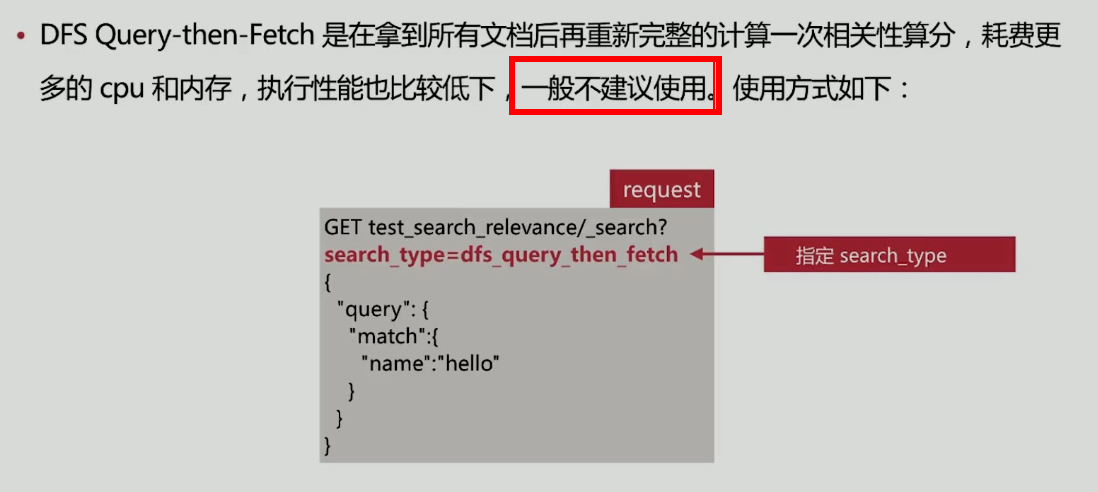 • DFS Query-then-Fetch 是在拿到所有文档后再重新完整的计算一次相关性算分，耗费更
多的 cpu 和内存，执行性能也比较低下，一般不建议使用。使用方式如下：
request
GET test_search_relevance/_search?
search_type=dfs_query_then_fetch
指定 search_type
{
"query": {
"match":{
"name":"hello"
}
}
}